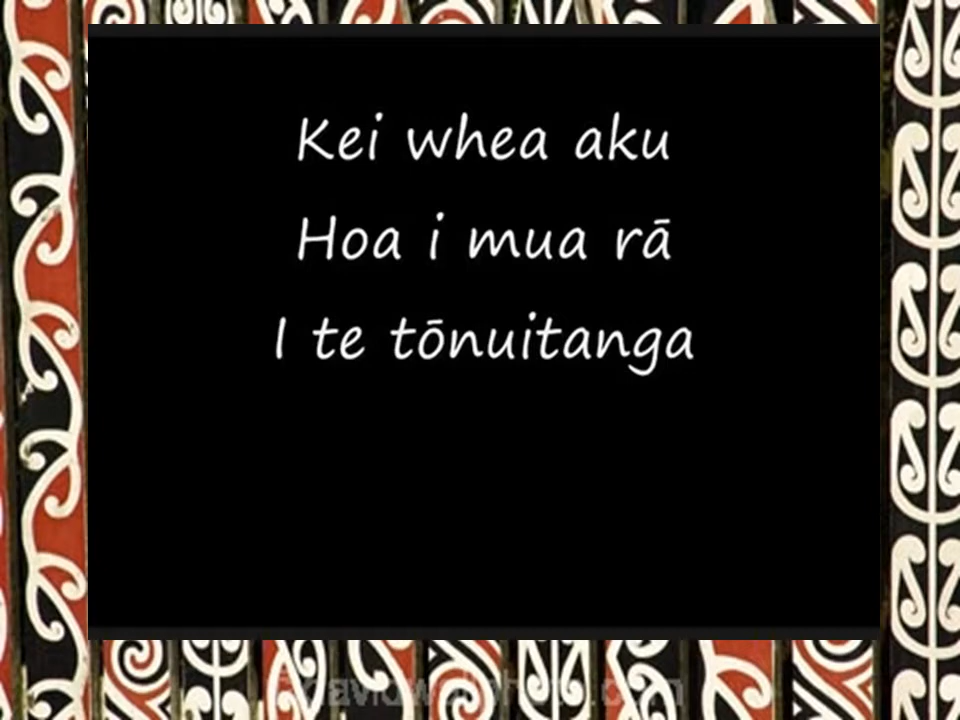 Kei whea aku
Hoa i mua rā
I te tōnuitanga